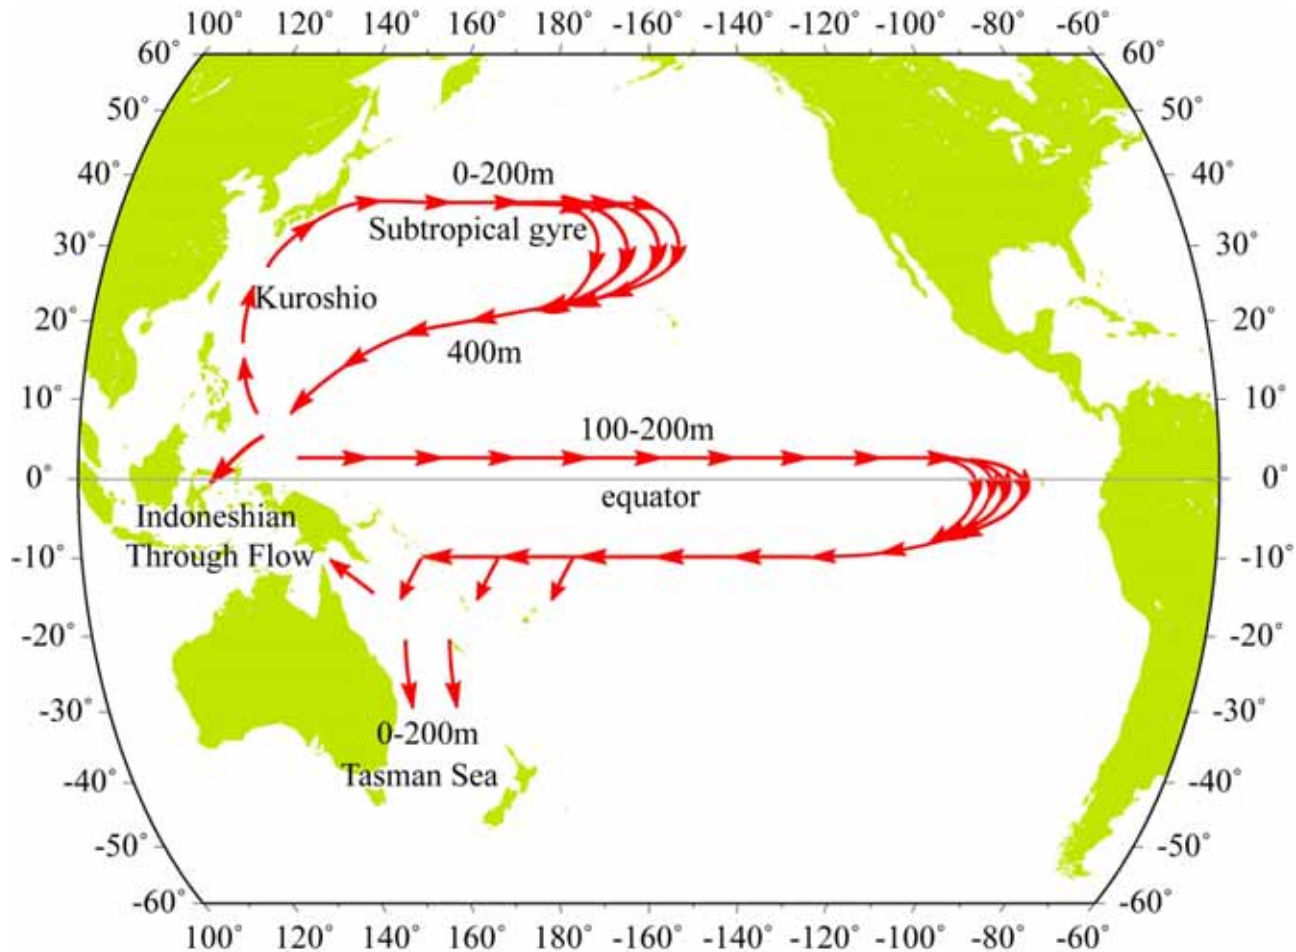 100˚ 120˚ 140˚ 160˚ 180˚ -160˚ -140˚ -120˚ -100˚ -80˚ -60˚
60˚ 60˚
50˚ 50˚
40˚ 0-200m 40˚
Subtropical gyre
30˚ 30˚
Kuroshio
20˚ 20˚
400m
10˚ 10˚
100-200m
0˚ 0˚
equator
Indoneshian
Through Flow
-10˚ -10˚
-20˚ -20˚
-30˚ -30˚
0-200m
Tasman Sea
-40˚ -40˚
-50˚ -50˚
-60˚ -60˚
100 120˚ 140˚ 160˚ 180˚ -160˚ -140˚ -120˚ -100˚ -80˚ -60˚